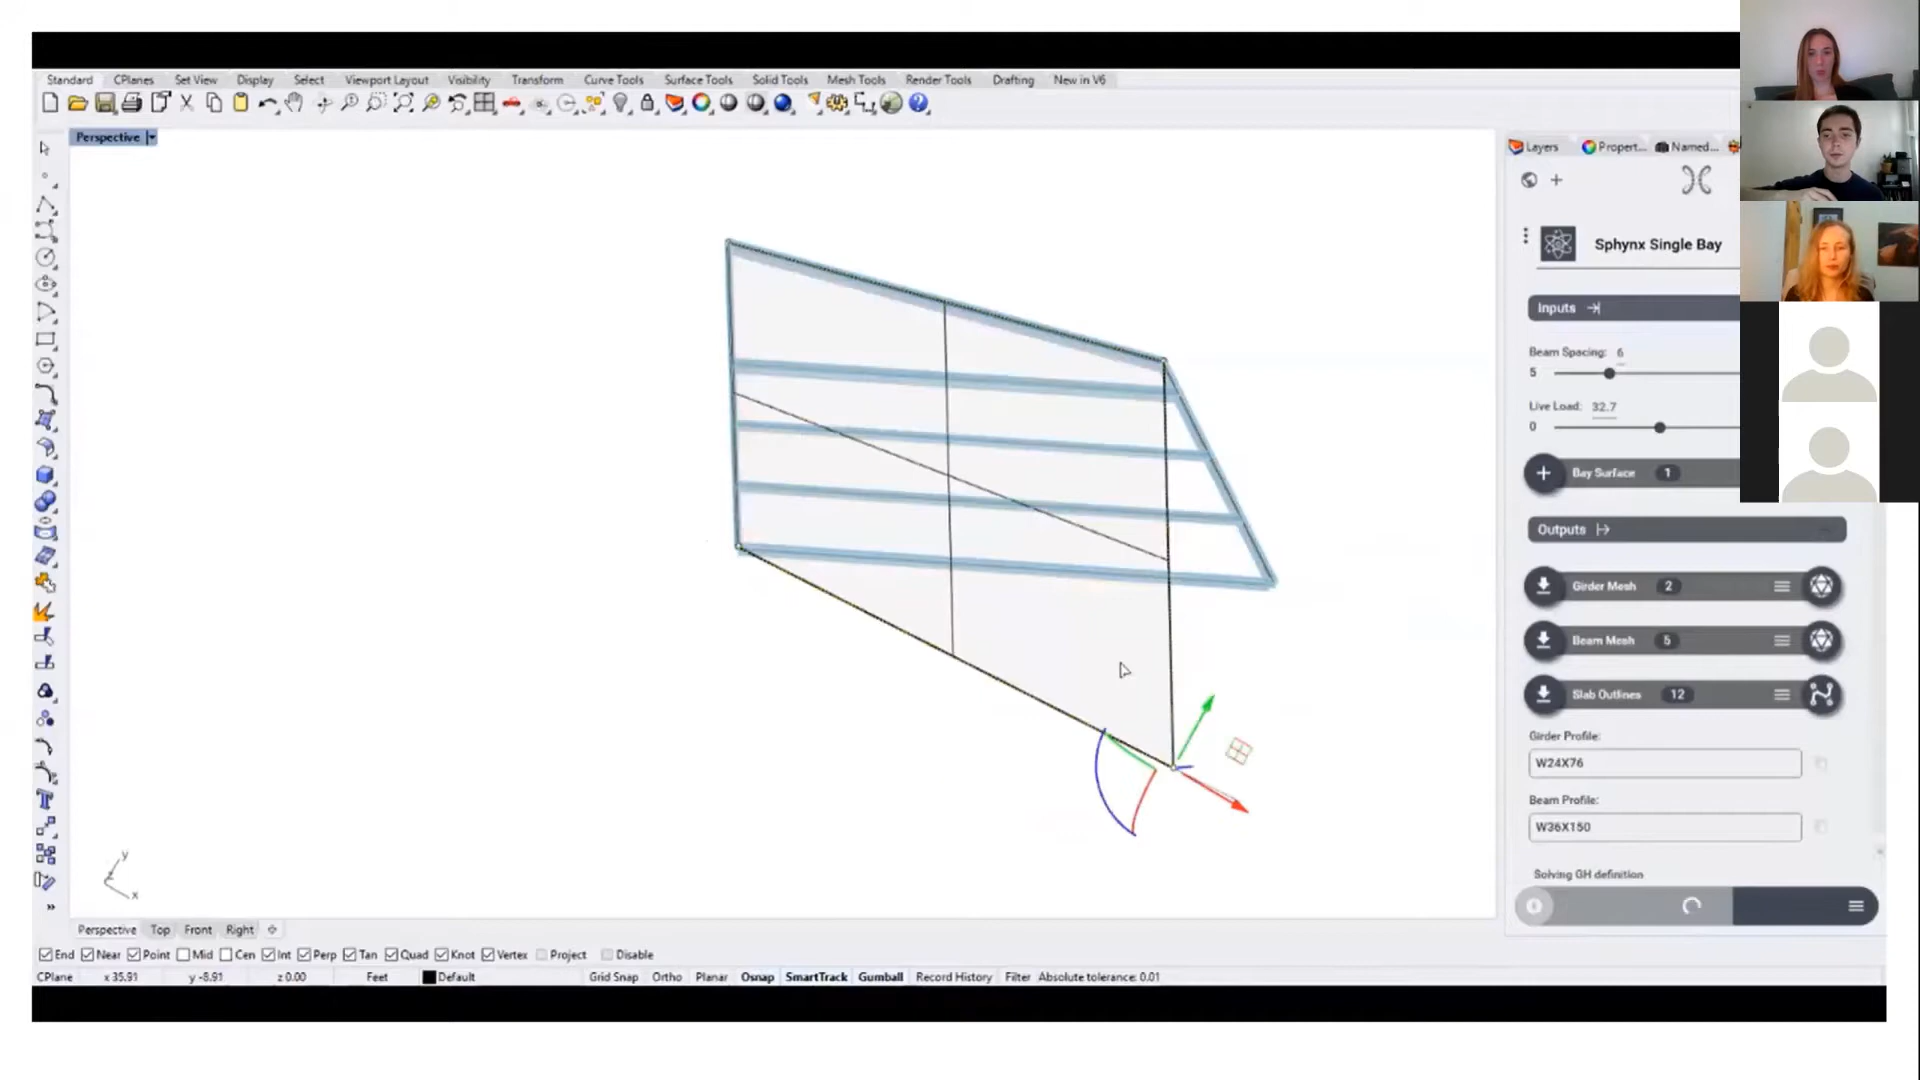 Standard CPlanes Set View Display Select Viewport Layout Visibility Transform Curve Tools Surface Tools Solid Tools Mesh Tools Render Tools Drafting New in V6
Perspective
Layers Propert... Named...
Sphynx Single Bay
Inputs
Beam Spacing: 6
5
Live Load: 32.7
0
Bay Surface 1
Outputs
Girder Mesh 2
Beam Mesh 5
Slab Outlines 12
Girder Profile:
W24X76
Beam Profile:
W36X150
Solving GH definition
y
z
x
Perspective Top Front Right
End Near Point Mid Cen Int Perp Tan Quad Knot Vertex Project Disable
CPlane x 35.91 y -8.91 z 0.00 Feet Default Grid Snap Ortho Planar Osnap SmartTrack Gumball Record History Filter Absolute tolerance: 0.01